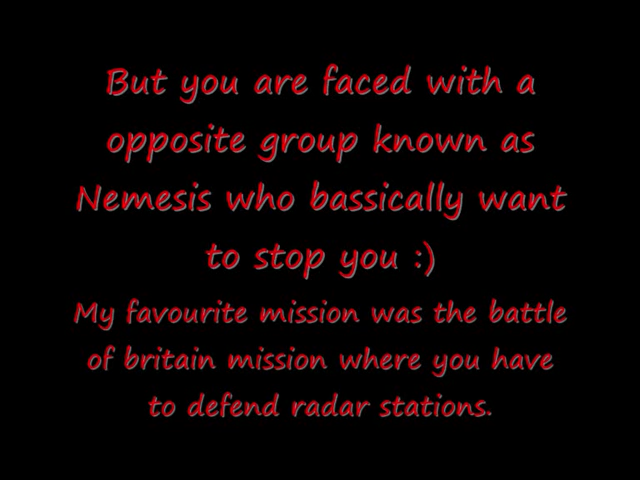 But you are faced with a
opposite group known as
Nemesis who bassically want
to stop you :)
My favourite mission was the battle
of britain mission where you have
to defend radar stations.